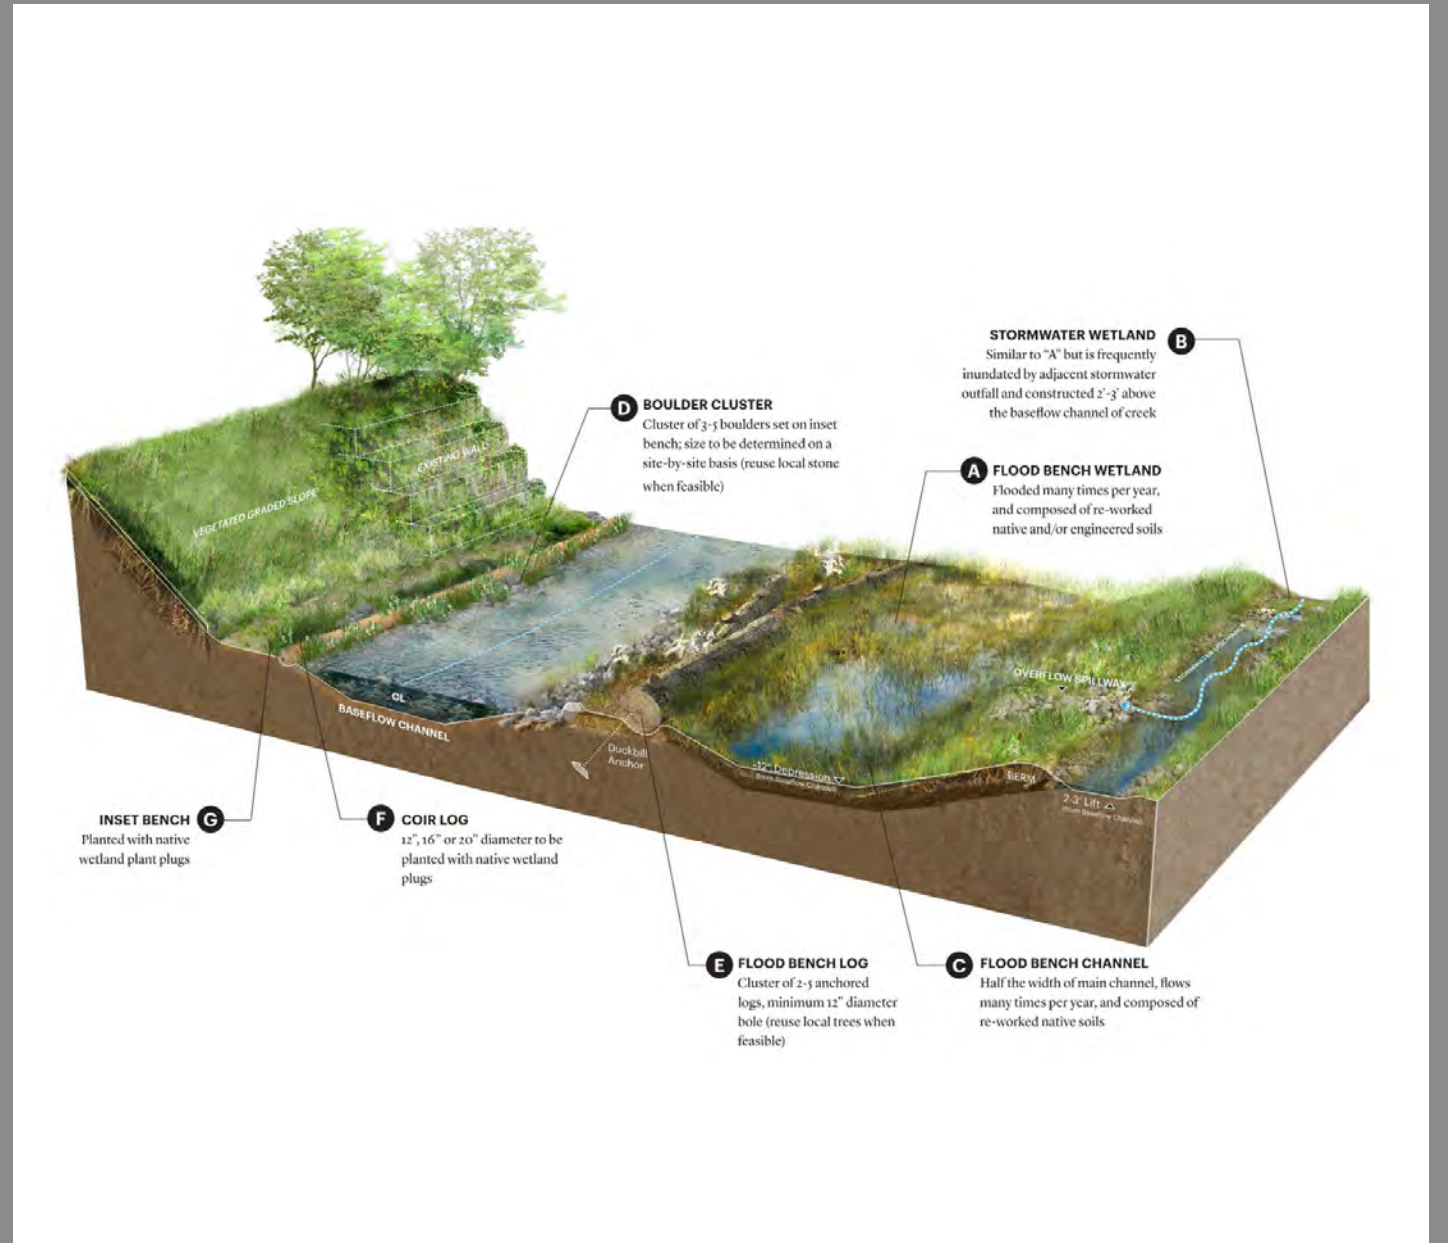 STORMWATER WETLAND
B
Similar to "A" but is frequently
inundated by adjacent stormwater
outfall and constructed 2'-3' above
the baseflow channel of creek
D
BOULDER CLUSTER
Cluster of 3-5 boulders set on inset
bench; size to be determined on a
site-by-site basis (reuse local stone
when feasible)
A
FLOOD BENCH WETLAND
Flooded many times per year,
and composed of re-worked
native and/or engineered soils
EXISTING WALL
VEGETATED GRADED SLOPE
OVERFLOW SPILLWAY
CL
BASEFLOW CHANNEL
Duckbill
Anchor
-12" Depression
(from Baseflow Channel)
BERM
2-3' Lift
(from Baseflow Channel)
INSET BENCH
G
Planted with native
wetland plant plugs
F
COIR LOG
12", 16" or 20" diameter to be
planted with native wetland
plugs
E
FLOOD BENCH LOG
Cluster of 2-5 anchored
logs, minimum 12" diameter
bole (reuse local trees when
feasible)
C
FLOOD BENCH CHANNEL
Half the width of main channel, flows
many times per year, and composed of
re-worked native soils